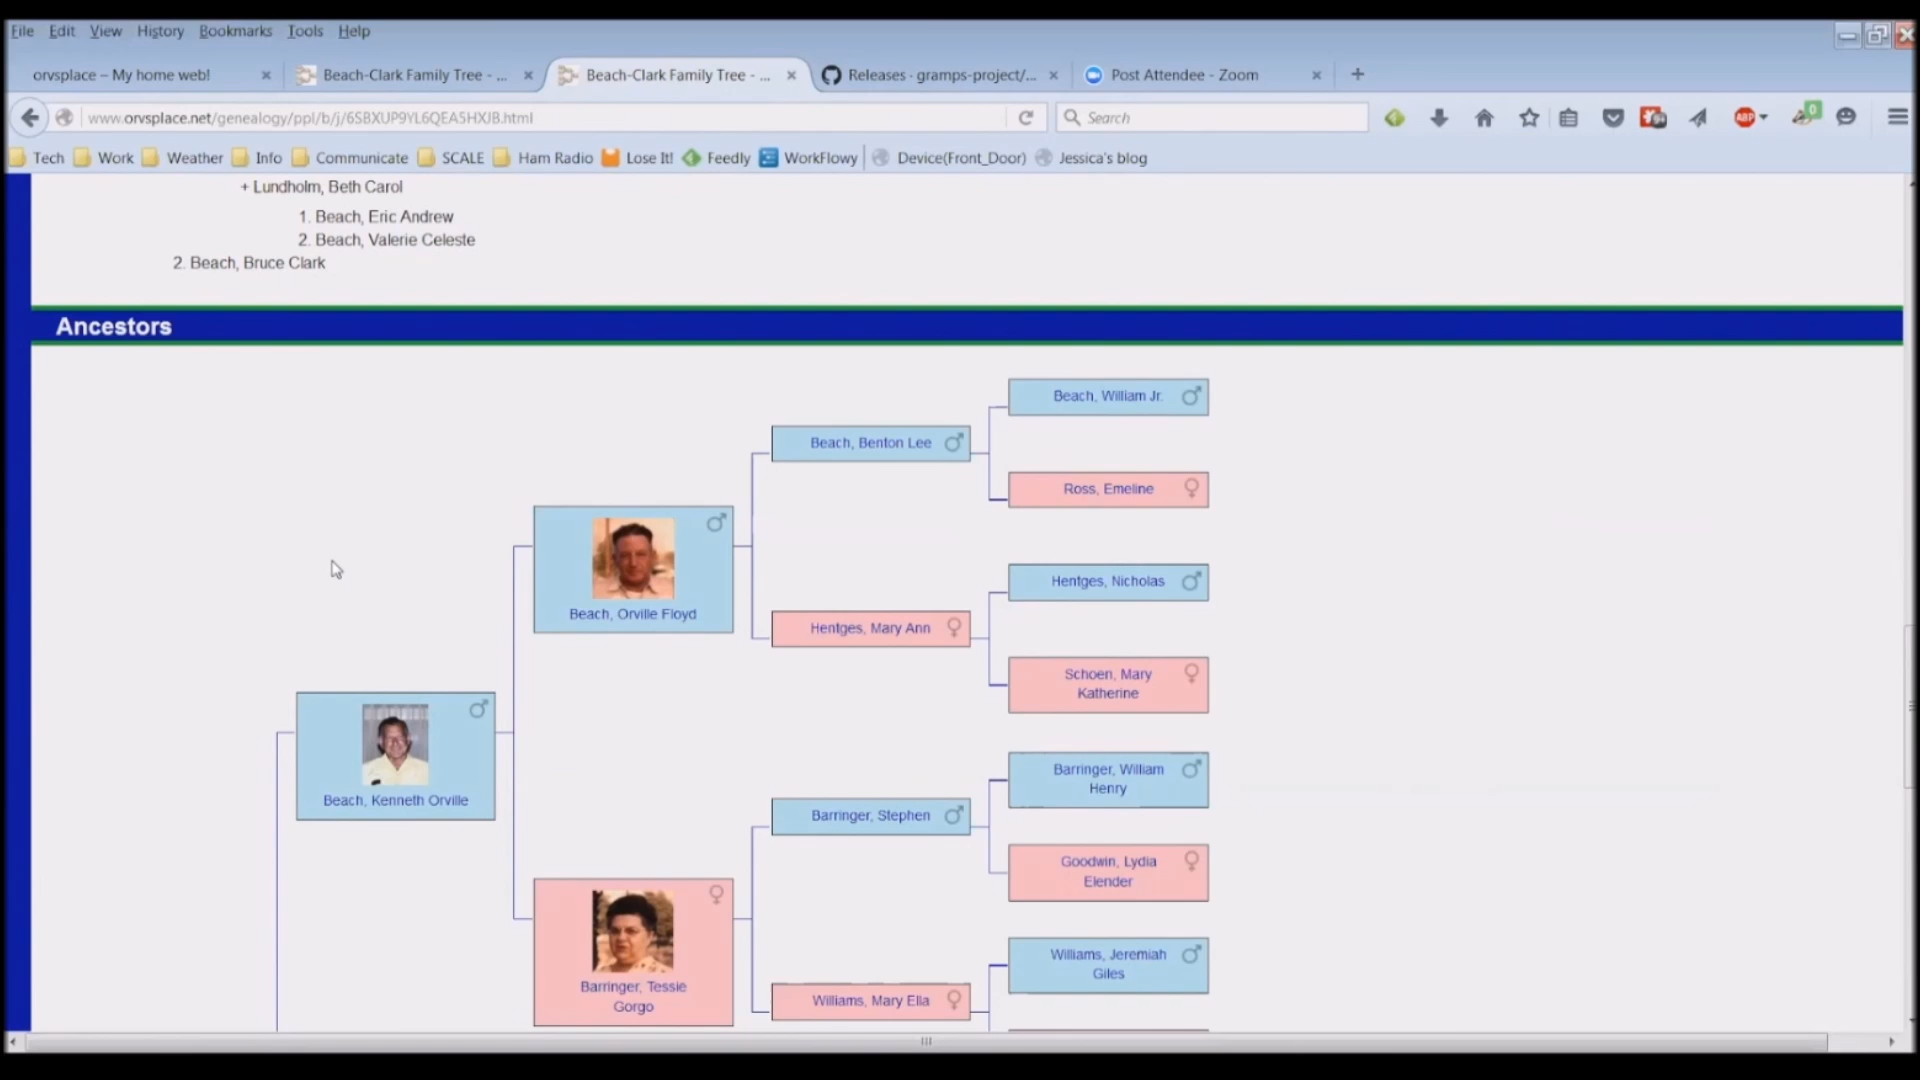 File Edit View History Bookmarks Tools Help
orvsplace – My home web! × Beach-Clark Family Tree - ... × Beach-Clark Family Tree - ... × Releases · gramps-project/... × Post Attendee - Zoom × +
www.orvsplace.net/genealogy/ppl/b/j/6SBXUP9YL6QEA5HXJB.html Search ABP 0
Tech Work Weather Info Communicate SCALE Ham Radio Lose It! Feedly WorkFlowy Device(Front_Door) Jessica's blog
+ Lundholm, Beth Carol
1. Beach, Eric Andrew
2. Beach, Valerie Celeste
2. Beach, Bruce Clark
Ancestors
Beach, William Jr.
Beach, Benton Lee
Ross, Emeline
Beach, Orville Floyd
Hentges, Nicholas
Hentges, Mary Ann
Schoen, Mary
Katherine
Beach, Kenneth Orville
Barringer, William
Henry
Barringer, Stephen
Goodwin, Lydia
Elender
Barringer, Tessie
Gorgo
Williams, Jeremiah
Giles
Williams, Mary Ella